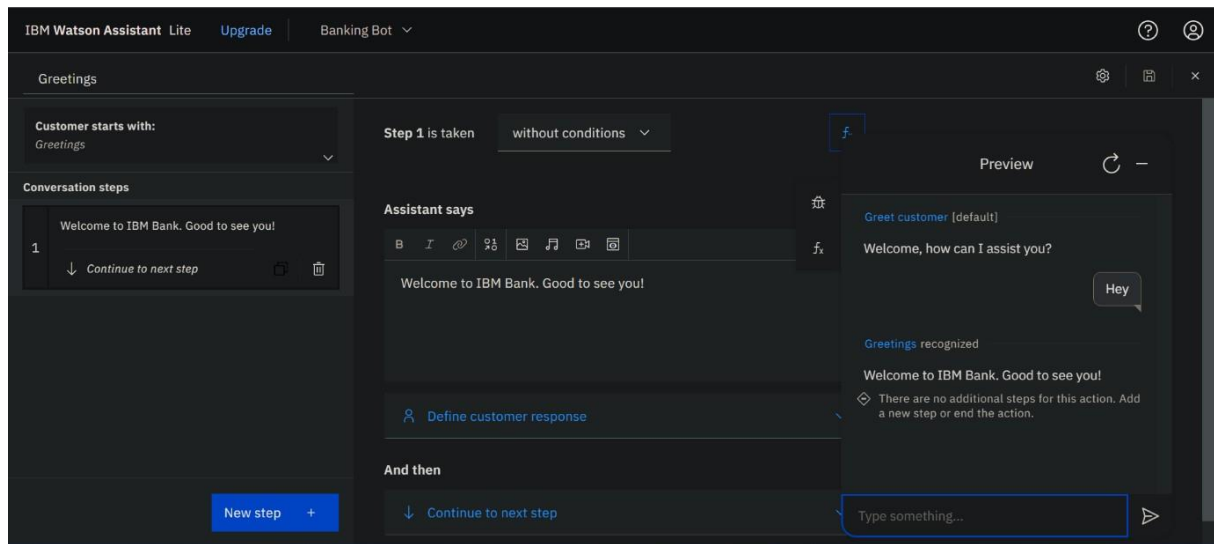 IBM Watson Assistant Lite Upgrade Banking Bot
Greetings
Customer starts with:
Greetings
Conversation steps
1
Welcome to IBM Bank. Good to see you!
Continue to next step
New step +
Step 1 is taken without conditions
Assistant says
B I
Welcome to IBM Bank. Good to see you!
Define customer response
And then
Continue to next step
fx
Preview
Greet customer [default]
Welcome, how can I assist you?
Hey
Greetings recognized
Welcome to IBM Bank. Good to see you!
There are no additional steps for this action. Add
a new step or end the action.
Type something...